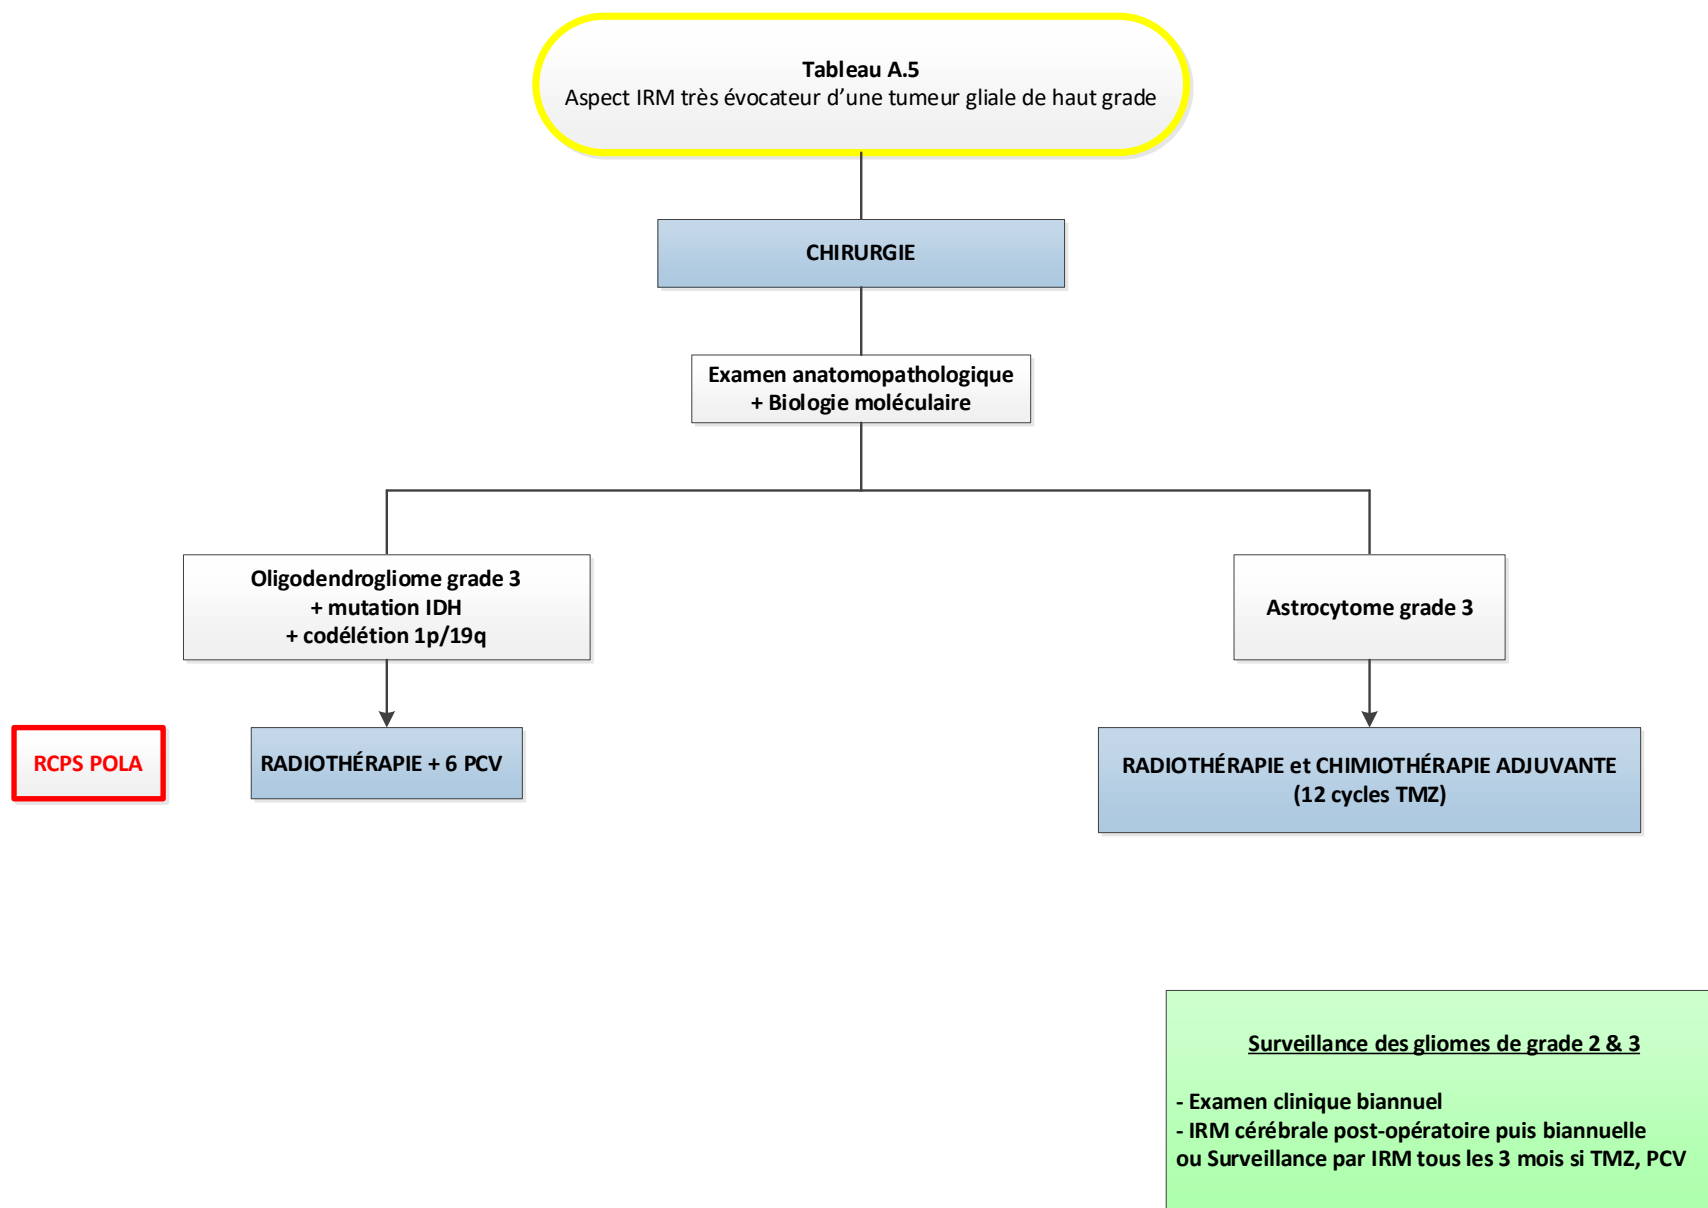 Tableau A.5
Aspect IRM très évocateur d’une tumeur gliale de haut grade
CHIRURGIE
Examen anatomopathologique
+ Biologie moléculaire
Oligodendrogliome grade 3
+ mutation IDH
+ codélétion 1p/19q
Astrocytome grade 3
RCPS POLA
RADIOTHÉRAPIE + 6 PCV
RADIOTHÉRAPIE et CHIMIOTHÉRAPIE ADJUVANTE
(12 cycles TMZ)
Surveillance des gliomes de grade 2 & 3
- Examen clinique biannuel
- IRM cérébrale post-opératoire puis biannuelle
ou Surveillance par IRM tous les 3 mois si TMZ, PCV